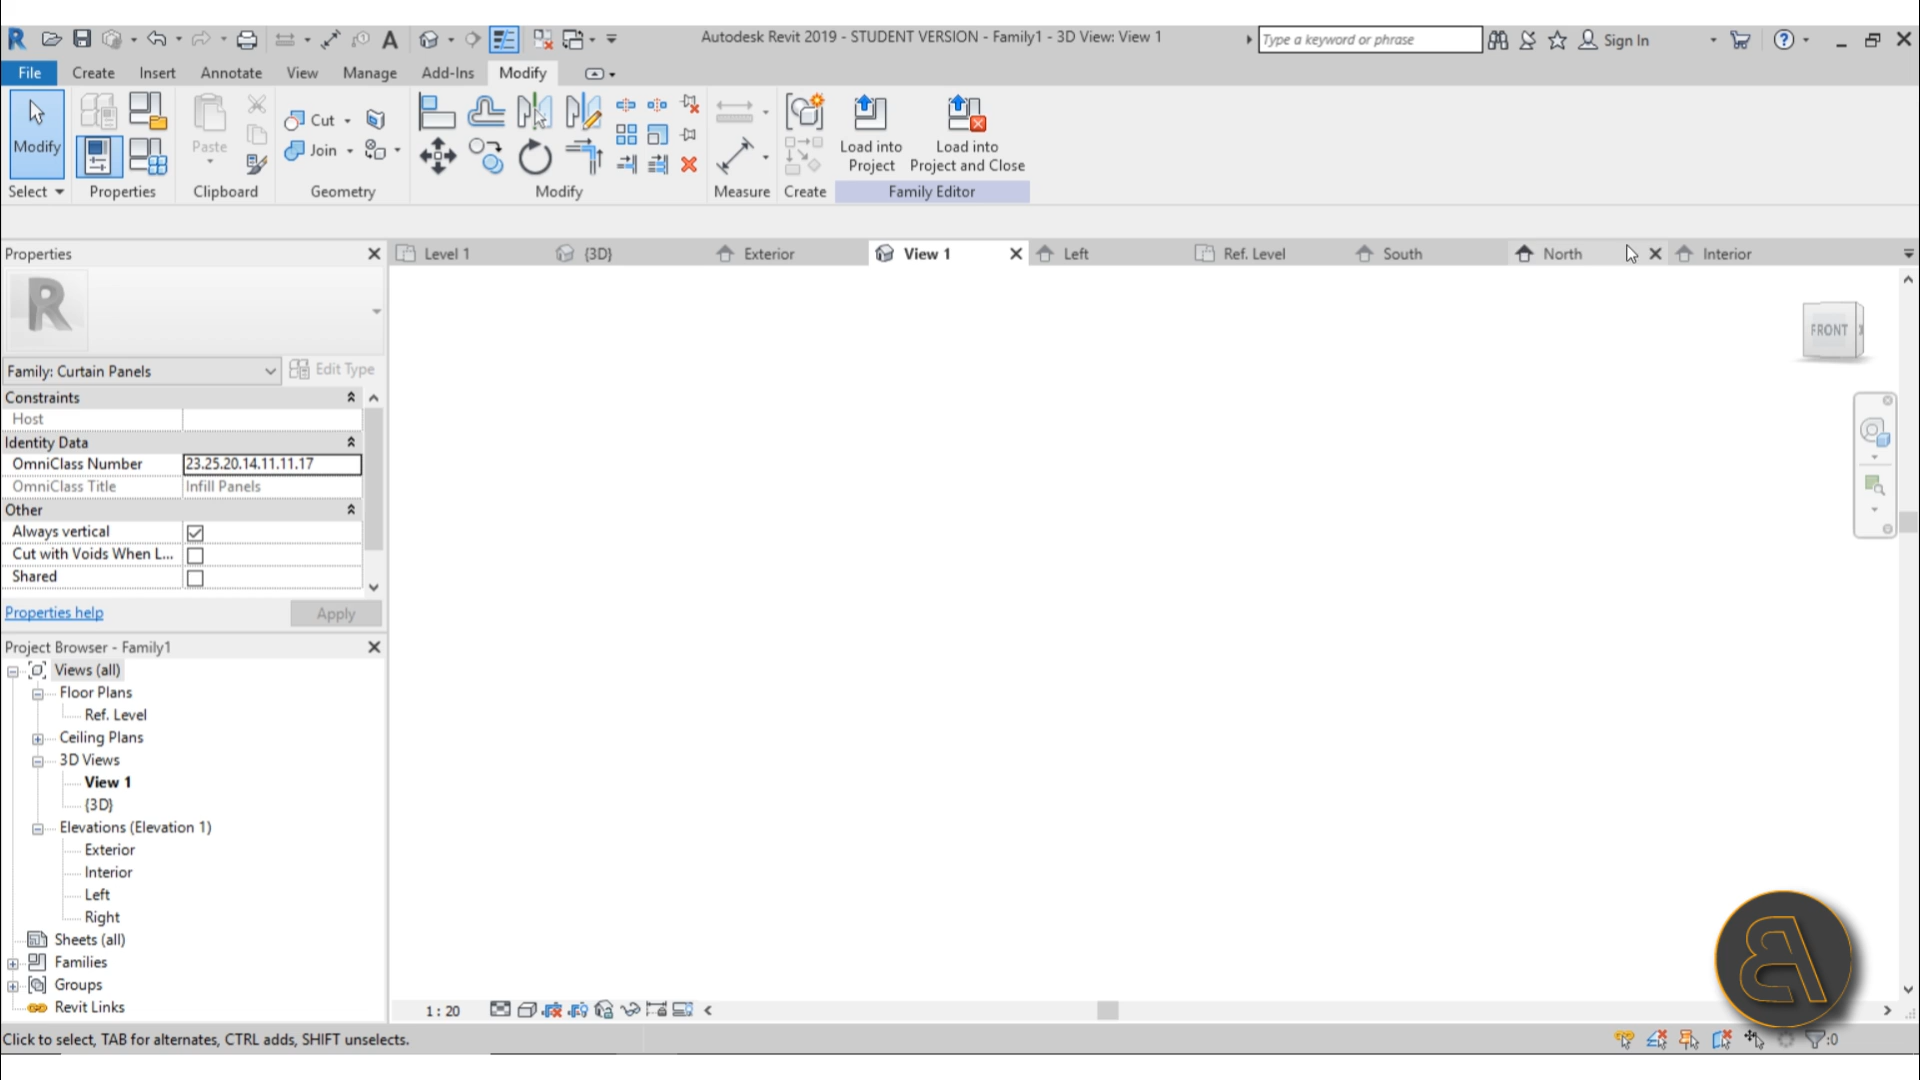 Autodesk Revit 2019 - STUDENT VERSION - Family1 - 3D View: View 1
Type a keyword or phrase
Sign In
File Create Insert Annotate View Manage Add-Ins Modify
Modify
Paste
Cut
Join
Load into Project
Load into Project and Close
Select Properties Clipboard Geometry Modify Measure Create Family Editor
Properties
Level 1 {3D} Exterior View 1 Left Ref. Level South North Interior
FRONT
Family: Curtain Panels
Edit Type
Constraints
Host
Identity Data
OmniClass Number 23.25.20.14.11.11.17
OmniClass Title Infill Panels
Other
Always vertical
Cut with Voids When L...
Shared
Properties help
Apply
Project Browser - Family1
Views (all)
Floor Plans
Ref. Level
Ceiling Plans
3D Views
View 1
{3D}
Elevations (Elevation 1)
Exterior
Interior
Left
Right
Sheets (all)
Families
Groups
Revit Links
1 : 20
Click to select, TAB for alternates, CTRL adds, SHIFT unselects.
:0